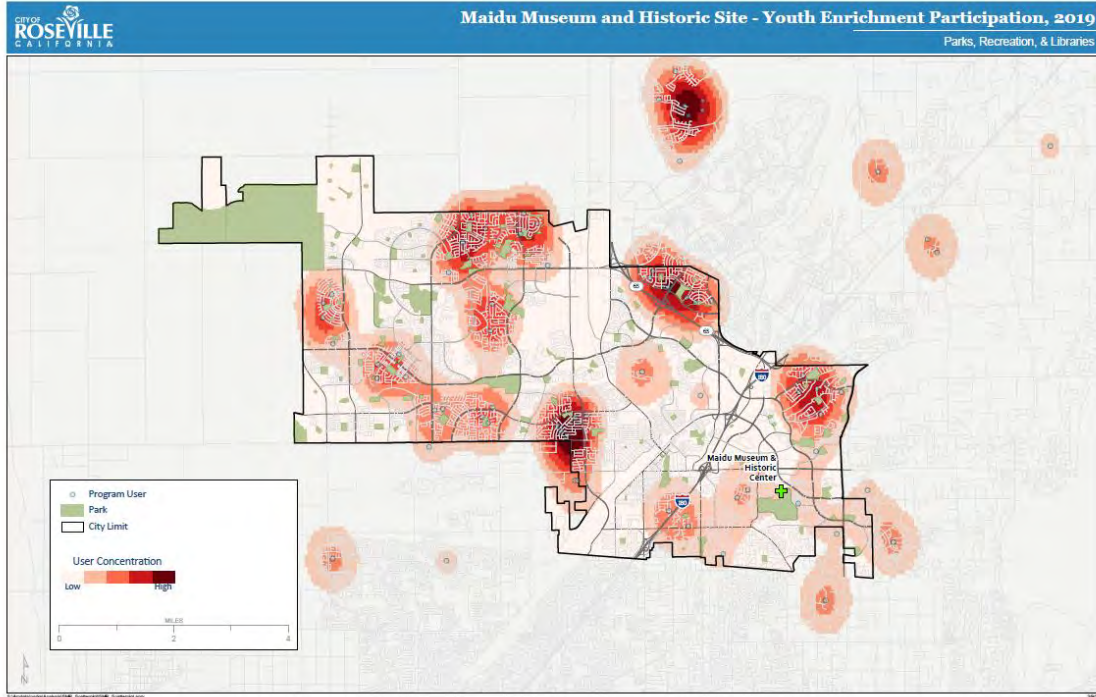 CITY OF
ROSEVILLE
CALIFORNIA
Maidu Museum and Historic Site - Youth Enrichment Participation, 2019
Parks, Recreation, & Libraries
65
65
80
Maidu Museum &
Historic
Center
80
Program User
Park
City Limit
User Concentration
Low High
MILES
0 2 4